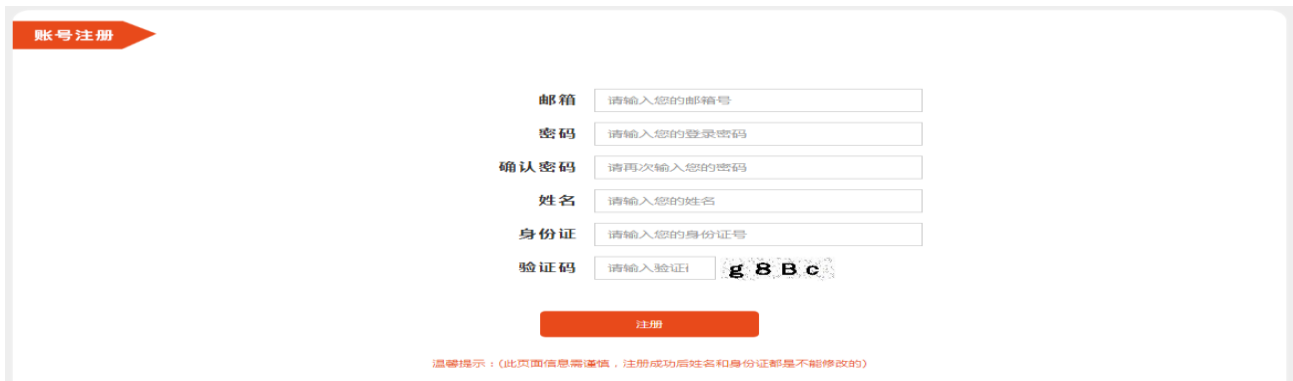 账号注册
邮箱 请输入您的邮箱号
密码 请输入您的登录密码
确认密码 请再次输入您的密码
姓名 请输入您的姓名
身份证 请输入您的身份证号
验证码 请输入验证i g 8 B c
注册
温馨提示：(此页面信息需谨慎，注册成功后姓名和身份证都是不能修改的)